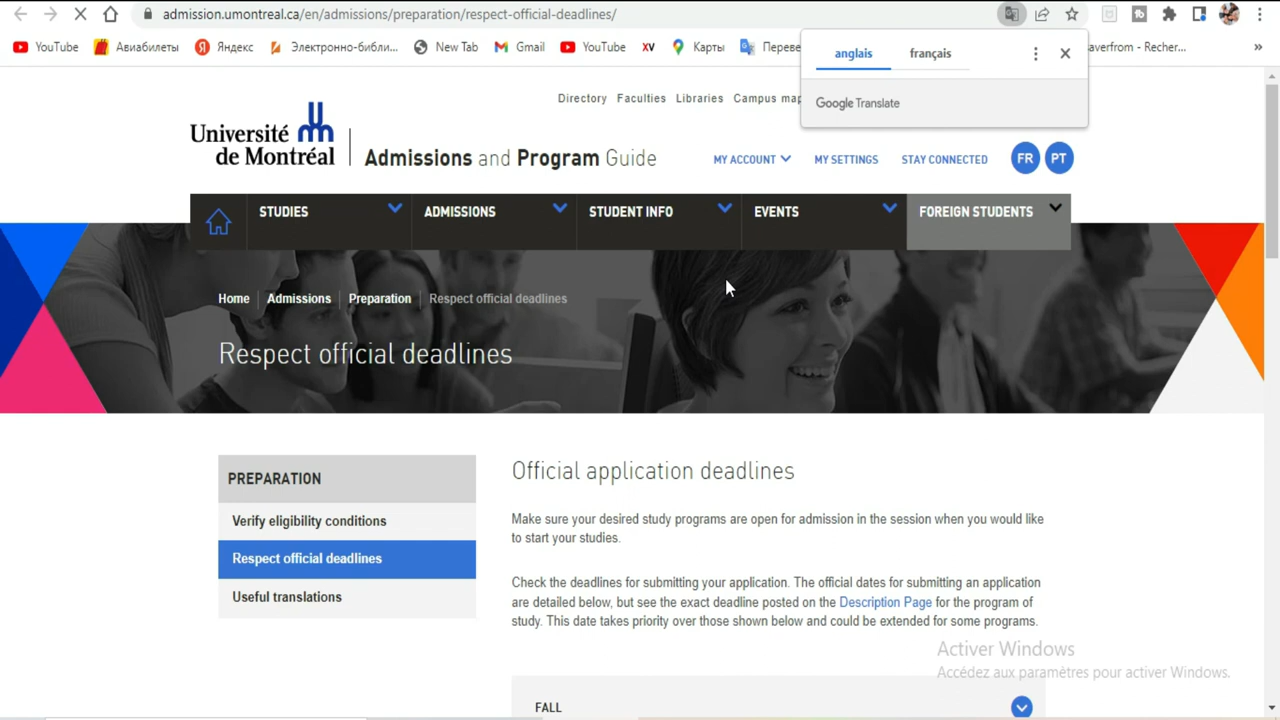 admission.umontreal.ca/en/admissions/preparation/respect-official-deadlines/
YouTube Авиабилеты Яндекс Электронно-библи... New Tab Gmail YouTube XV Карты Переве averfrom - Recher... »
anglais français
Google Translate
Directory Faculties Libraries Campus map
Université
de Montréal
Admissions and Program Guide
MY ACCOUNT MY SETTINGS STAY CONNECTED FR PT
STUDIES ADMISSIONS STUDENT INFO EVENTS FOREIGN STUDENTS
Home Admissions Preparation Respect official deadlines
Respect official deadlines
PREPARATION
Verify eligibility conditions
Respect official deadlines
Useful translations
Official application deadlines
Make sure your desired study programs are open for admission in the session when you would like
to start your studies.
Check the deadlines for submitting your application. The official dates for submitting an application
are detailed below, but see the exact deadline posted on the Description Page for the program of
study. This date takes priority over those shown below and could be extended for some programs.
Activer Windows
Accédez aux paramètres pour activer Windows.
FALL